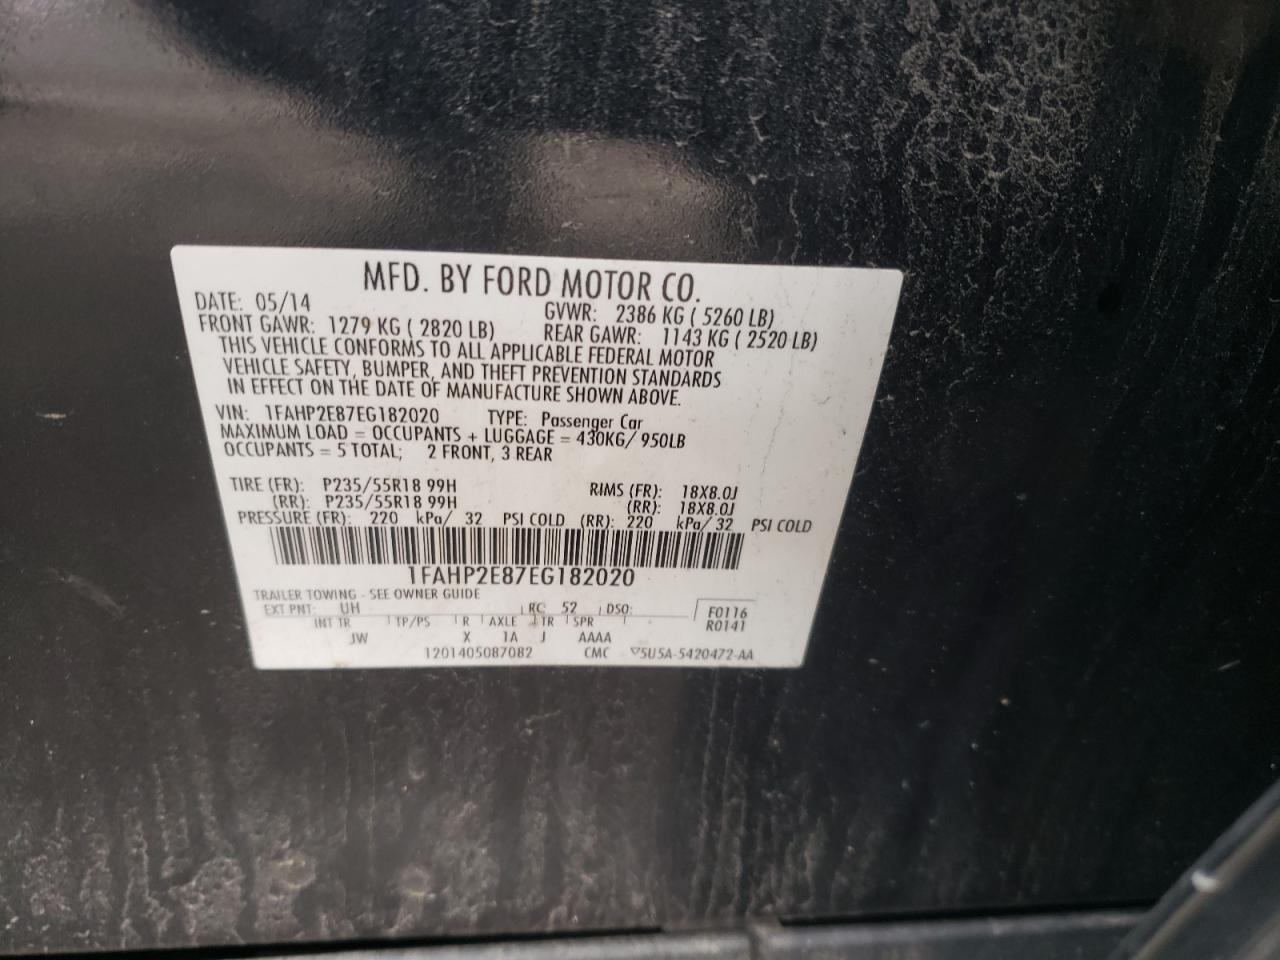 MFD. BY FORD MOTOR CO.
DATE: 05/14 GVWR: 2386 KG ( 5260 LB)
FRONT GAWR: 1279 KG ( 2820 LB) REAR GAWR: 1143 KG ( 2520 LB)
THIS VEHICLE CONFORMS TO ALL APPLICABLE FEDERAL MOTOR
VEHICLE SAFETY, BUMPER, AND THEFT PREVENTION STANDARDS
IN EFFECT ON THE DATE OF MANUFACTURE SHOWN ABOVE.
VIN: 1FAHP2E87EG182020 TYPE: Passenger Car
MAXIMUM LOAD = OCCUPANTS + LUGGAGE = 430KG/ 950LB
OCCUPANTS = 5 TOTAL; 2 FRONT, 3 REAR
TIRE (FR): P235/55R18 99H RIMS (FR): 18X8.0J
(RR): P235/55R18 99H (RR): 18X8.0J
PRESSURE (FR): 220 kPa/ 32 PSI COLD (RR): 220 kPa/ 32 PSI COLD
1FAHP2E87EG182020
TRAILER TOWING - SEE OWNER GUIDE
EXT PNT: UH RC: 52 DSO: F0116
INT TR TP/PS R AXLE TR SPR R0141
JW X 1A J AAAA
1201405087082 CMC 5U5A-5420472-AA